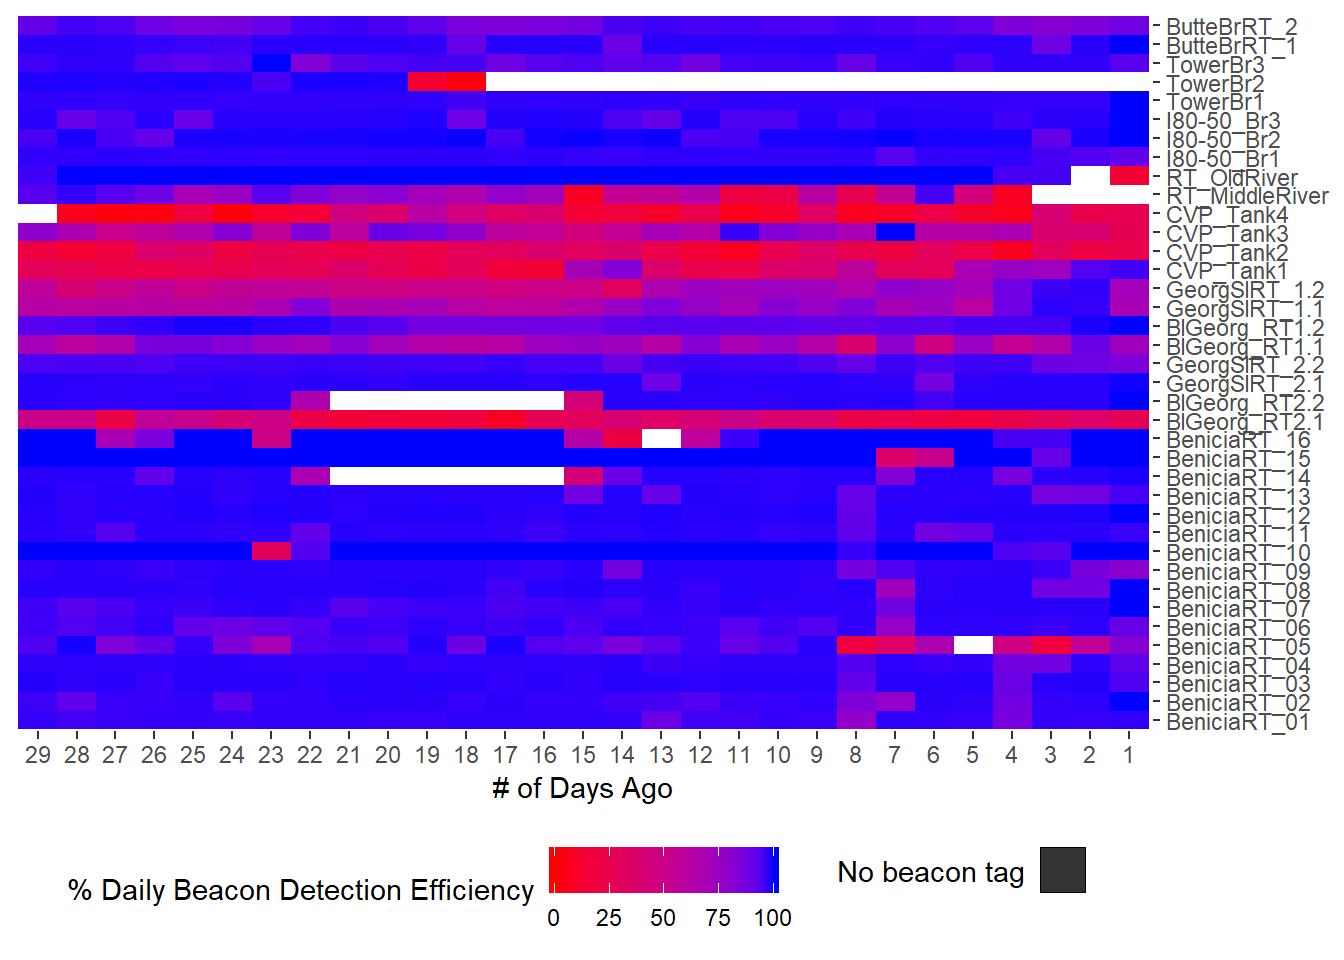 ButteBrRT_2
ButteBrRT_1
TowerBr3
TowerBr2
TowerBr1
I80-50_Br3
I80-50_Br2
I80-50_Br1
RT_OldRiver
RT_MiddleRiver
CVP_Tank4
CVP_Tank3
CVP_Tank2
CVP_Tank1
GeorgSlRT_1.2
GeorgSlRT_1.1
BlGeorg_RT1.2
BlGeorg_RT1.1
GeorgSlRT_2.2
GeorgSlRT_2.1
BlGeorg_RT2.2
BlGeorg_RT2.1
BeniciaRT_16
BeniciaRT_15
BeniciaRT_14
BeniciaRT_13
BeniciaRT_12
BeniciaRT_11
BeniciaRT_10
BeniciaRT_09
BeniciaRT_08
BeniciaRT_07
BeniciaRT_06
BeniciaRT_05
BeniciaRT_04
BeniciaRT_03
BeniciaRT_02
BeniciaRT_01
29 28 27 26 25 24 23 22 21 20 19 18 17 16 15 14 13 12 11 10 9 8 7 6 5 4 3 2 1
# of Days Ago
% Daily Beacon Detection Efficiency
0 25 50 75 100
No beacon tag